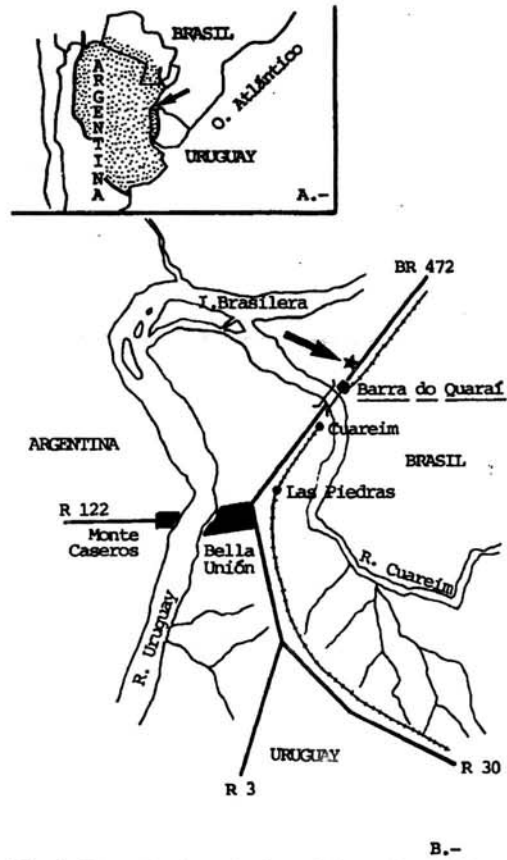 BRASIL
ARGENTINA
O. Atlántico
URUGUAY
A.-
BR 472
I.Brasilera
Barra do Quaraí
ARGENTINA
Cuareim
BRASIL
Las Piedras
R 122
Monte
Caseros
Bella
Unión
R. Cuareim
R. Uruguay
URUGUAY
R 30
R 3
B.-